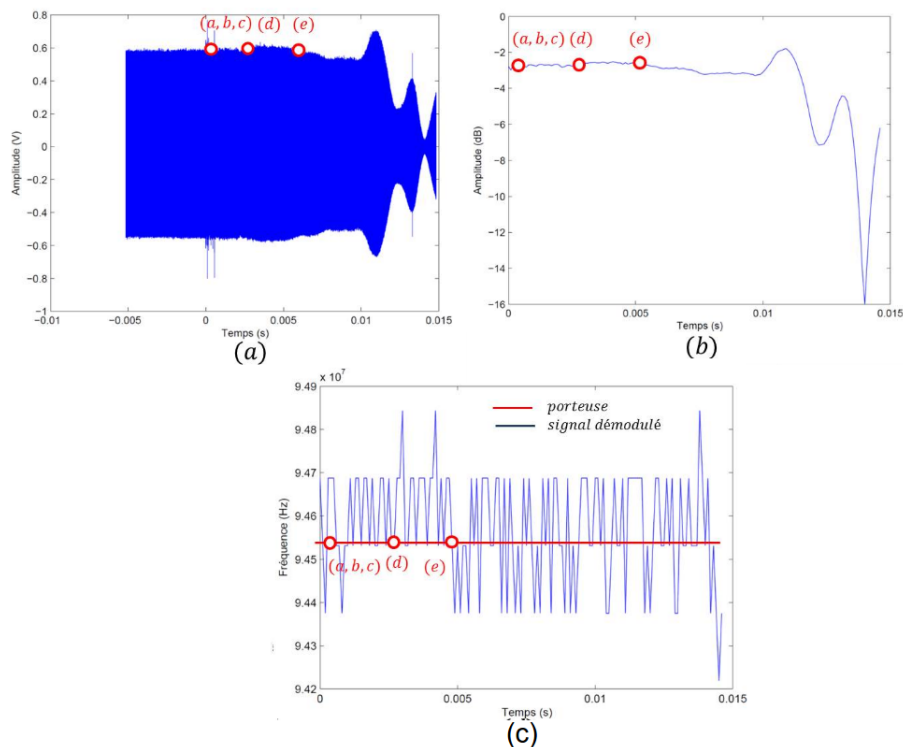 (a, b, c) (d) (e)
0.8
0.6
0.4
0.2
0
−0.2
−0.4
−0.6
−0.8
−1
Amplitude (V)
−0.01 −0.005 0 0.005 0.01 0.015
Temps (s)
(a)
0
−2
−4
−6
−8
−10
−12
−14
−16
Amplitude (dB)
(a, b, c) (d) (e)
0 0.005 0.01 0.015
Temps (s)
(b)
x 10⁷
9.49
9.48
9.47
9.46
9.45
9.44
9.43
9.42
Fréquence (Hz)
porteuse
signal démodulé
(a, b, c) (d) (e)
0 0.005 0.01 0.015
Temps (s)
(c)